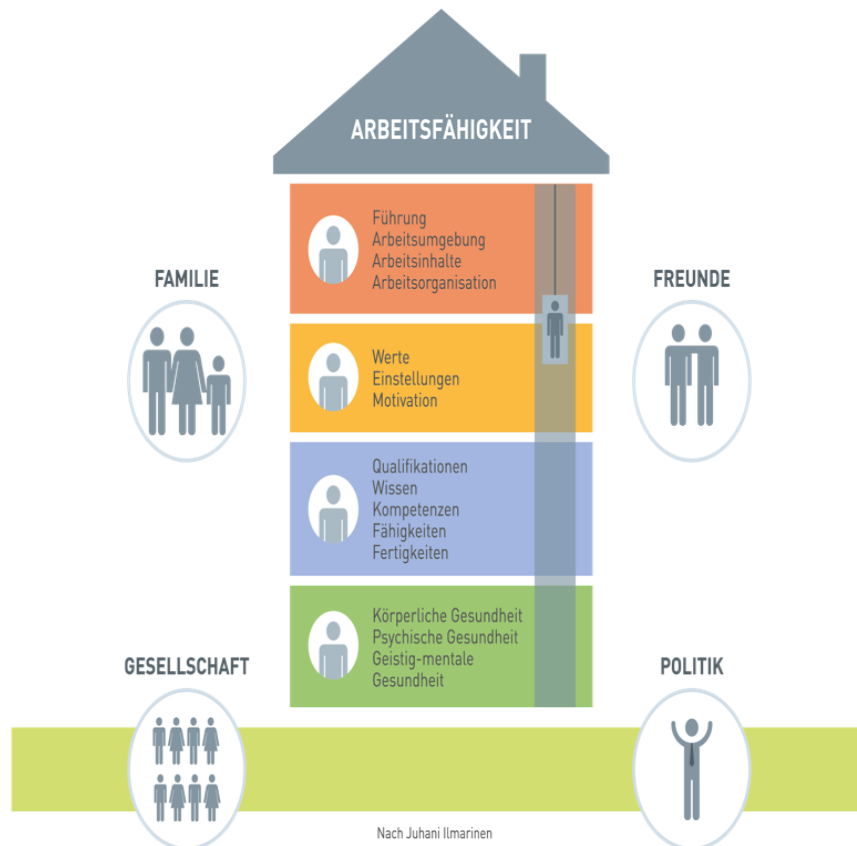 ARBEITSFÄHIGKEIT
Führung
Arbeitsumgebung
Arbeitsinhalte
Arbeitsorganisation
FAMILIE
FREUNDE
Werte
Einstellungen
Motivation
Qualifikationen
Wissen
Kompetenzen
Fähigkeiten
Fertigkeiten
Körperliche Gesundheit
Psychische Gesundheit
Geistig-mentale
Gesundheit
GESELLSCHAFT
POLITIK
Nach Juhani Ilmarinen